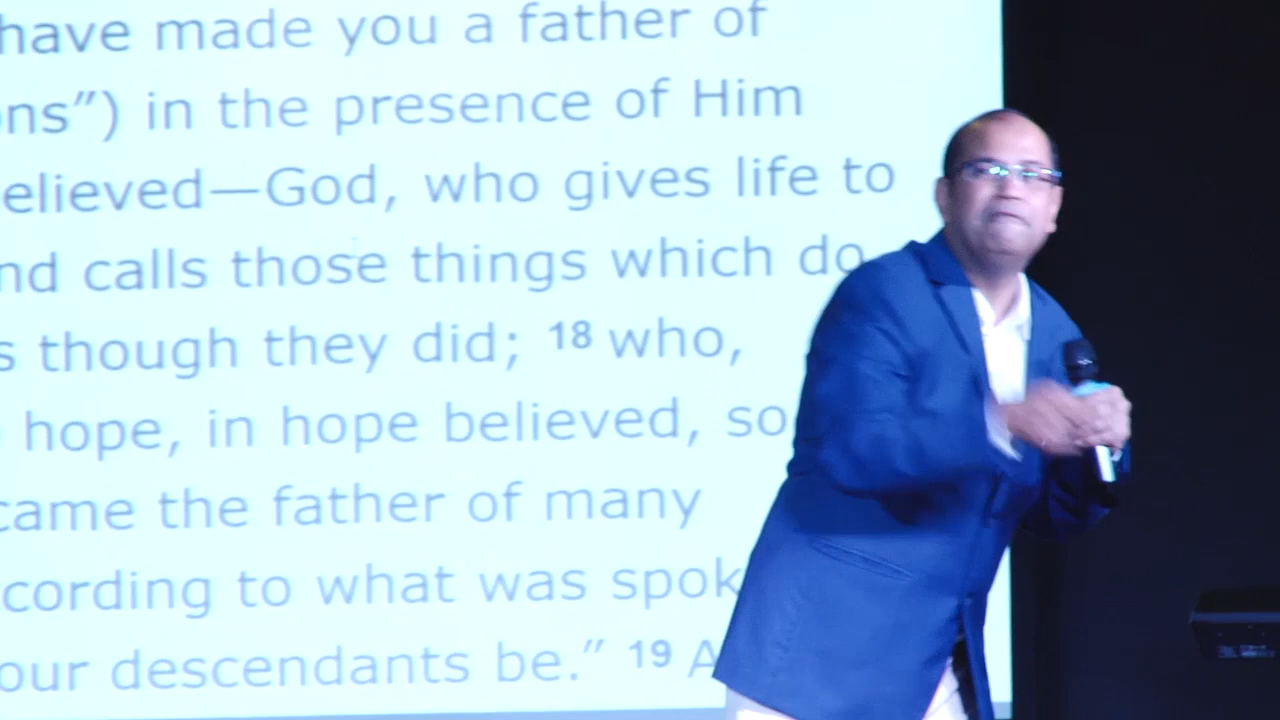 have made you a father of
ons”) in the presence of Him
elieved—God, who gives life to
nd calls those things which do
s though they did; 18 who,
hope, in hope believed, so
came the father of many
ccording to what was spok
our descendants be.” 19 A